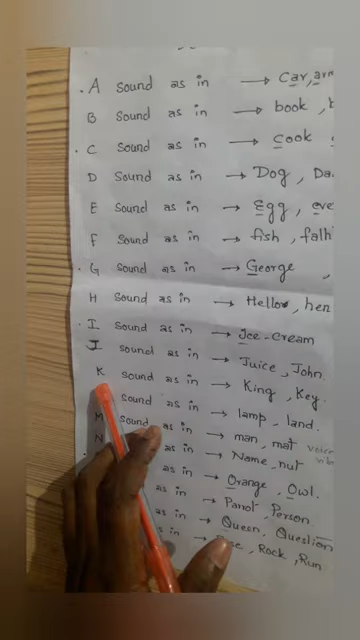 . A Sound as in → Car, arm
B Sound as in → book,
. C Sound as in → Cook
D Sound as in → Dog,
E Sound as in → Egg,
F Sound as in → fish,
. G Sound as in → George ,
H Sound as in → Hello, hen
. I Sound as in → Ice-Cream
J Sound as in → Juice, John.
K Sound as in → King, Key.
Sound as in → lamp, land.
M Sound as in → man, mat
N as in → Name, nut
as in → Orange, Owl.
as in → Parrot, Person.
as in → Queen, Question
as in → Rock, Run